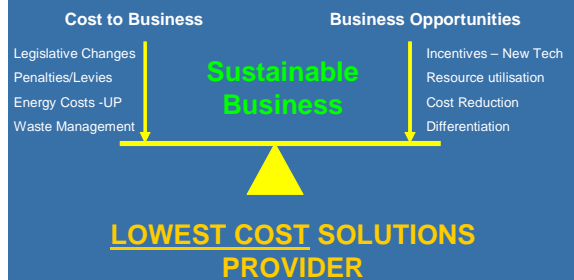 Cost to Business
Business Opportunities
Legislative Changes
Penalties/Levies
Energy Costs -UP
Waste Management
Sustainable
Business
Incentives – New Tech
Resource utilisation
Cost Reduction
Differentiation
LOWEST COST SOLUTIONS
PROVIDER